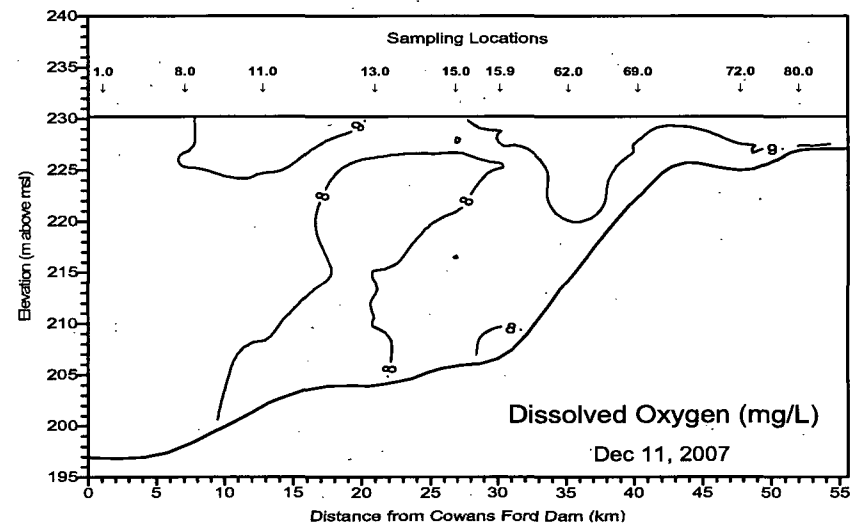 240
Sampling Locations
235
1.0 8.0 11.0 13.0 15.0 15.9 62.0 69.0 72.0 80.0
230
9
9
225
8
8
220
215
210
8
205
8
200
Dissolved Oxygen (mg/L)
Dec 11, 2007
195
0 5 10 15 20 25 30 35 40 45 50 55
Elevation (m above msl)
Distance from Cowans Ford Dam (km)